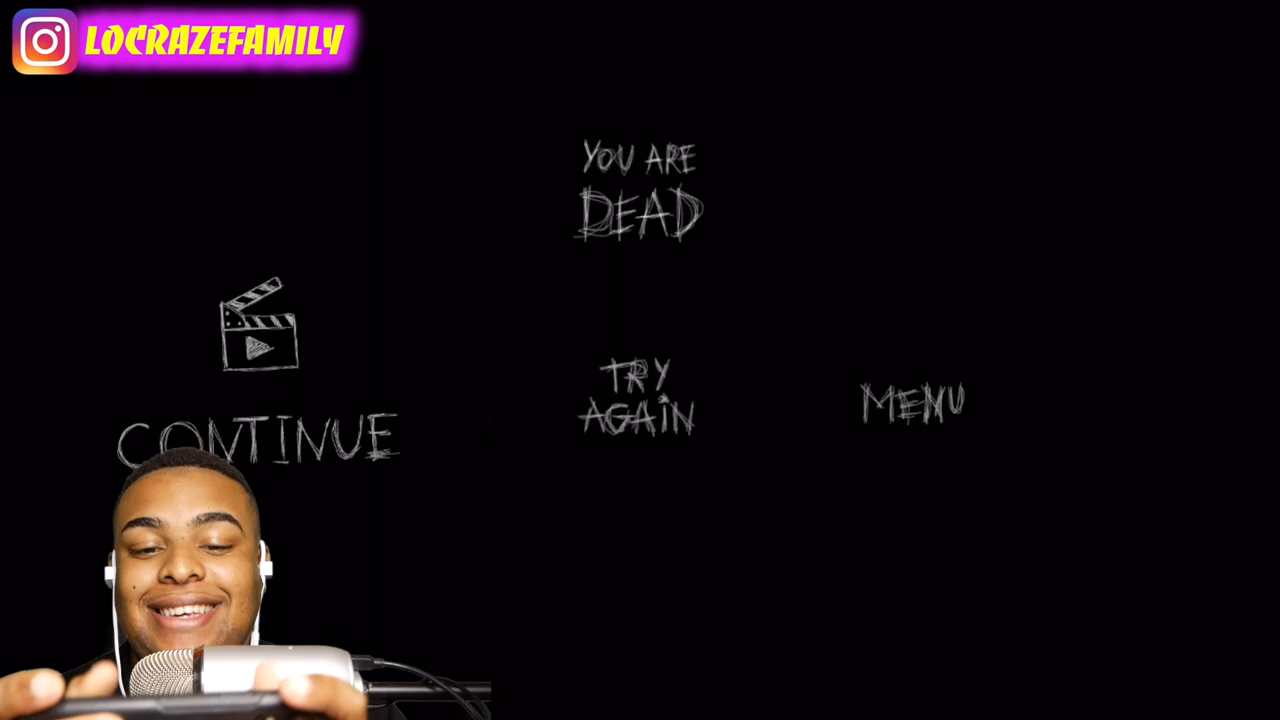 LOCRAZEFAMILY
YOU ARE
DEAD
CONTINUE
TRY
AGAIN
MENU